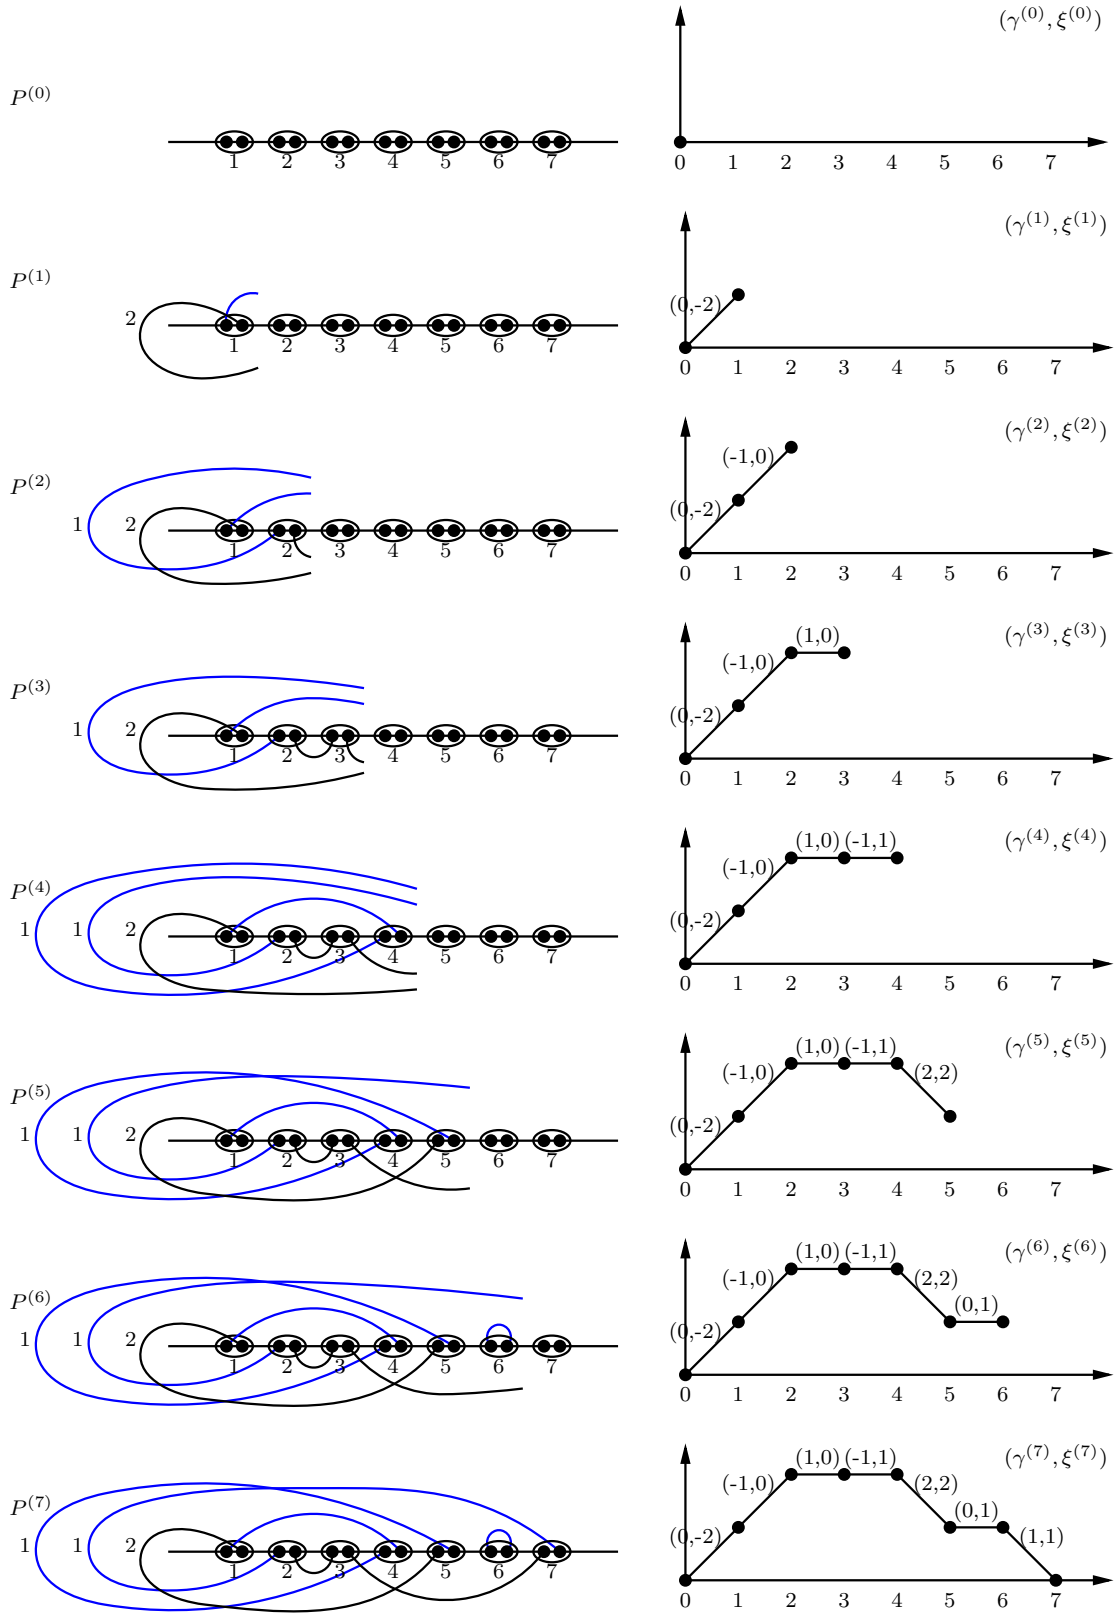 (γ^(0), ξ^(0))
P^(0)
1 2 3 4 5 6 7
0 1 2 3 4 5 6 7
(γ^(1), ξ^(1))
P^(1)
2
(0,-2)
1 2 3 4 5 6 7
0 1 2 3 4 5 6 7
(γ^(2), ξ^(2))
(-1,0)
P^(2)
1 2
(0,-2)
1 2 3 4 5 6 7
0 1 2 3 4 5 6 7
(1,0)
(γ^(3), ξ^(3))
(-1,0)
P^(3)
1 2
(0,-2)
1 2 3 4 5 6 7
0 1 2 3 4 5 6 7
(1,0) (-1,1)
(γ^(4), ξ^(4))
(-1,0)
P^(4)
1 1 2
(0,-2)
1 2 3 4 5 6 7
0 1 2 3 4 5 6 7
(1,0) (-1,1)
(γ^(5), ξ^(5))
(-1,0) (2,2)
P^(5)
1 1 2
(0,-2)
1 2 3 4 5 6 7
0 1 2 3 4 5 6 7
(1,0) (-1,1)
(γ^(6), ξ^(6))
(-1,0) (2,2)
P^(6)
(0,1)
1 1 2
(0,-2)
1 2 3 4 5 6 7
0 1 2 3 4 5 6 7
(1,0) (-1,1)
(γ^(7), ξ^(7))
(-1,0) (2,2)
P^(7)
(0,1)
1 1 2
(0,-2) (1,1)
1 2 3 4 5 6 7
0 1 2 3 4 5 6 7